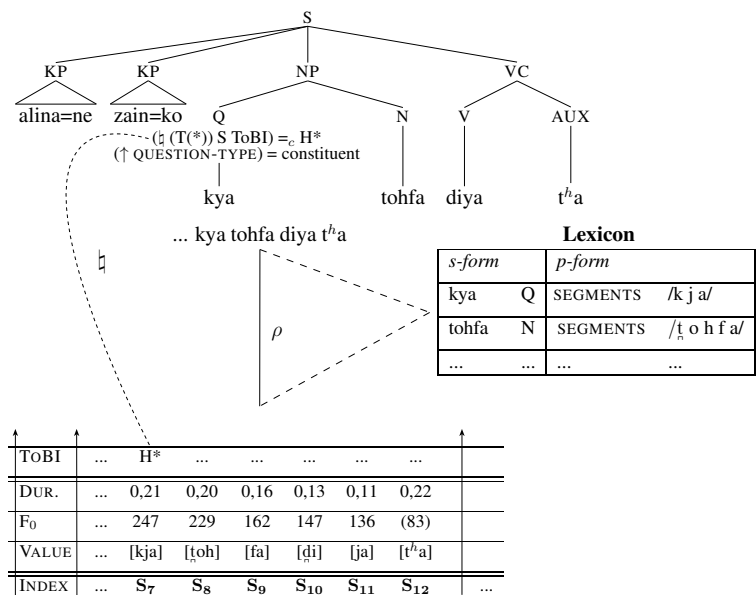 S
KP KP NP VC
alina=ne zain=ko Q N V AUX
(♮ (T(*)) S ToBI) =c H*
(↑ QUESTION-TYPE) = constituent
kya tohfa diya tʰa
... kya tohfa diya tʰa
Lexicon
♮
s-form p-form
kya Q SEGMENTS /k j a/
tohfa N SEGMENTS /t̪ o h f a/
... ... ... ...
ρ
TOBI ... H* ... ... ... ... ...
DUR. ... 0,21 0,20 0,16 0,13 0,11 0,22
F₀ ... 247 229 162 147 136 (83)
VALUE ... [kja] [t̪oh] [fa] [d̪i] [ja] [tʰa]
INDEX ... S₇ S₈ S₉ S₁₀ S₁₁ S₁₂ ...